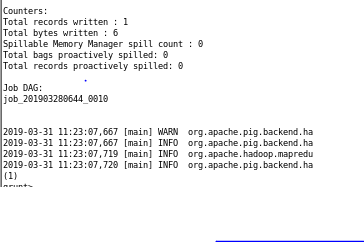 Counters:
Total records written : 1
Total bytes written : 6
Spillable Memory Manager spill count : 0
Total bags proactively spilled: 0
Total records proactively spilled: 0
Job DAG:
job_201903280644_0010
2019-03-31 11:23:07,667 [main] WARN  org.apache.pig.backend.ha
2019-03-31 11:23:07,667 [main] INFO  org.apache.pig.backend.ha
2019-03-31 11:23:07,719 [main] INFO  org.apache.hadoop.mapredu
2019-03-31 11:23:07,720 [main] INFO  org.apache.pig.backend.ha
(1)
grunt>